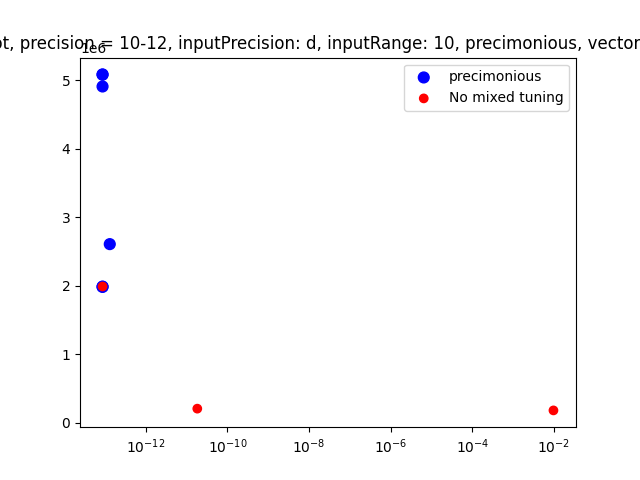 ot, precision = 10-12, inputPrecision: d, inputRange: 10, precimonious, vector
1e6
precimonious
No mixed tuning
5
4
3
2
1
0
10⁻¹² 10⁻¹⁰ 10⁻⁸ 10⁻⁶ 10⁻⁴ 10⁻²